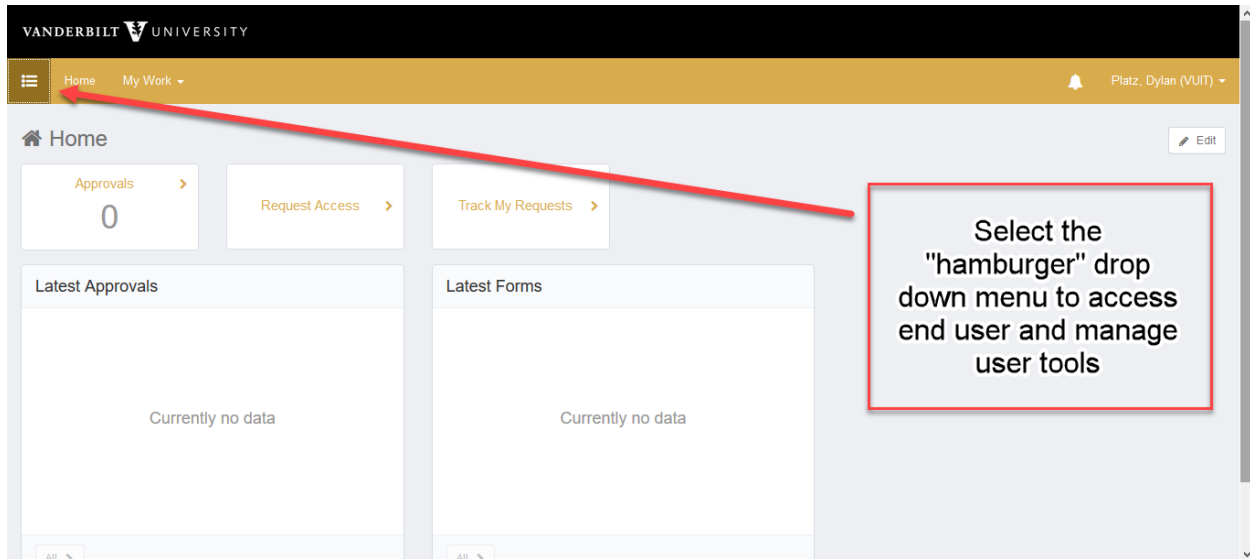 VANDERBILT UNIVERSITY
Home My Work Platz, Dylan (VUIT)
Home Edit
Approvals
0
Request Access
Track My Requests
Latest Approvals
Currently no data
All
Latest Forms
Currently no data
All
Select the
"hamburger" drop
down menu to access
end user and manage
user tools